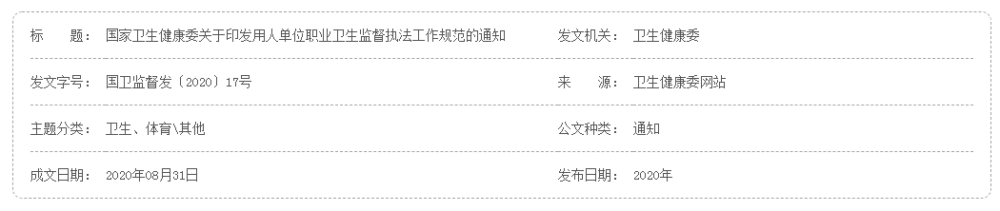 标　　题： 国家卫生健康委关于印发用人单位职业卫生监督执法工作规范的通知 发文机关： 卫生健康委
发文字号： 国卫监督发〔2020〕17号 来　　源： 卫生健康委网站
主题分类： 卫生、体育\其他 公文种类： 通知
成文日期： 2020年08月31日 发布日期： 2020年